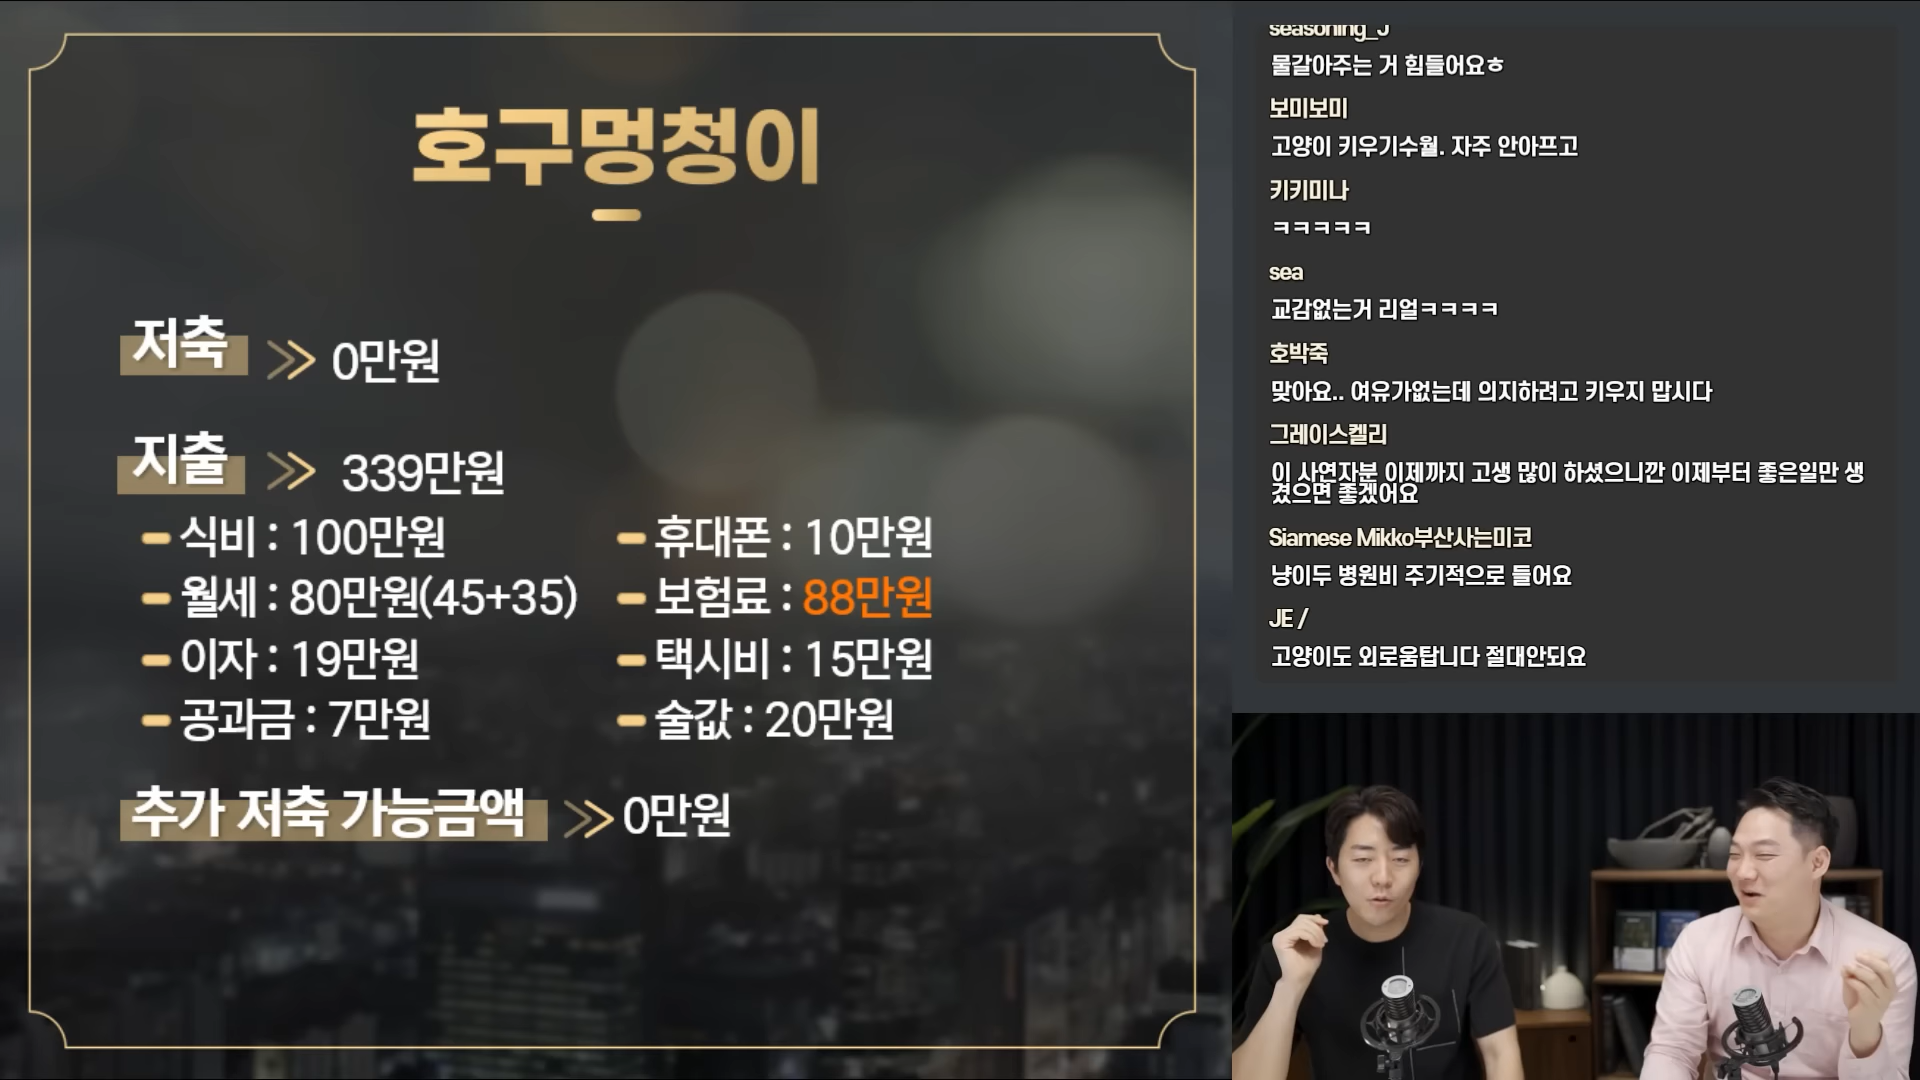 호구멍청이
저축 >> 0만원
지출 >> 339만원
식비 : 100만원
월세 : 80만원(45+35)
이자 : 19만원
공과금 : 7만원
휴대폰 : 10만원
보험료 : 88만원
택시비 : 15만원
술값 : 20만원
추가 저축 가능금액 >> 0만원
seasoning_J
물갈아주는 거 힘들어요ㅎ
보미보미
고양이 키우기수월. 자주 안아프고
키키미나
ㅋㅋㅋㅋㅋ
sea
교감없는거 리얼ㅋㅋㅋㅋ
호박죽
맞아요.. 여유가없는데 의지하려고 키우지 맙시다
그레이스켈리
이 사연자분 이제까지 고생 많이 하셨으니깐 이제부터 좋은일만 생
겼으면 좋겠어요
Siamese Mikko부산사는미코
냥이두 병원비 주기적으로 들어요
JE /
고양이도 외로움탑니다 절대안되요